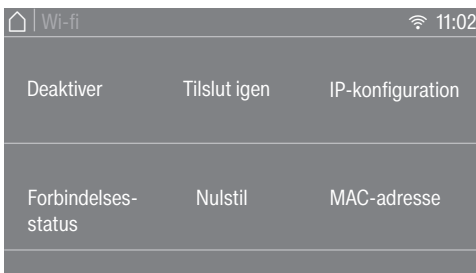 Wi-fi 11:02
Deaktiver Tilslut igen IP-konfiguration
Forbindelses- Nulstil MAC-adresse
status